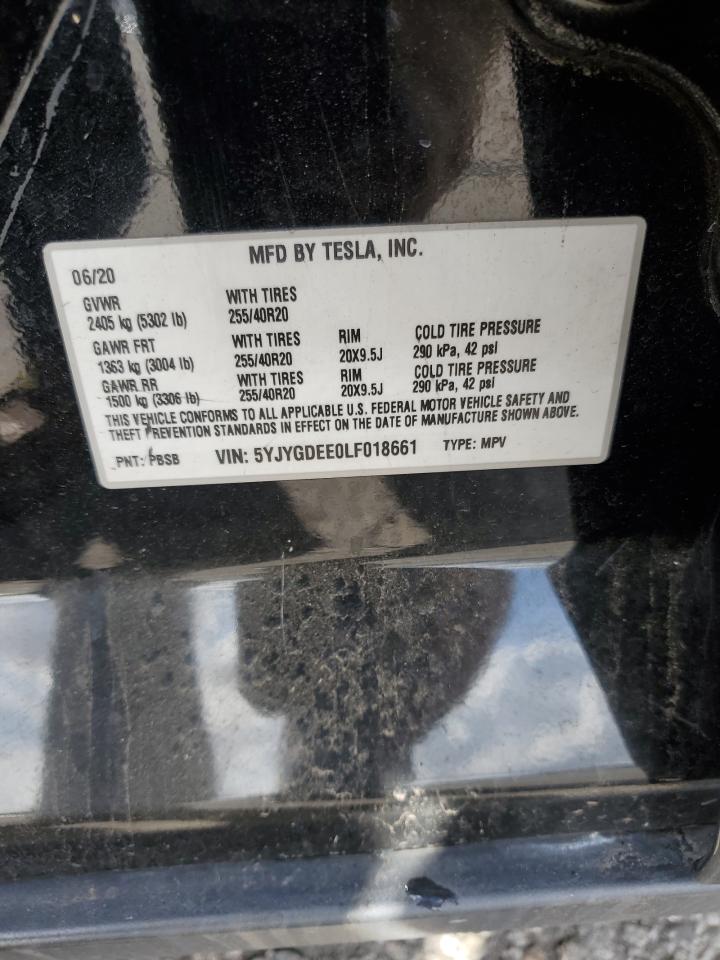 MFD BY TESLA, INC.
06/20
GVWR WITH TIRES
2405 kg (5302 lb) 255/40R20
GAWR FRT WITH TIRES RIM COLD TIRE PRESSURE
1363 kg (3004 lb) 255/40R20 20X9.5J 290 kPa, 42 psi
GAWR RR WITH TIRES RIM COLD TIRE PRESSURE
1500 kg (3306 lb) 255/40R20 20X9.5J 290 kPa, 42 psi
THIS VEHICLE CONFORMS TO ALL APPLICABLE U.S. FEDERAL MOTOR VEHICLE SAFETY AND
THEFT PREVENTION STANDARDS IN EFFECT ON THE DATE OF MANUFACTURE SHOWN ABOVE.
PNT: PBSB VIN: 5YJYGDEE0LF018661 TYPE: MPV